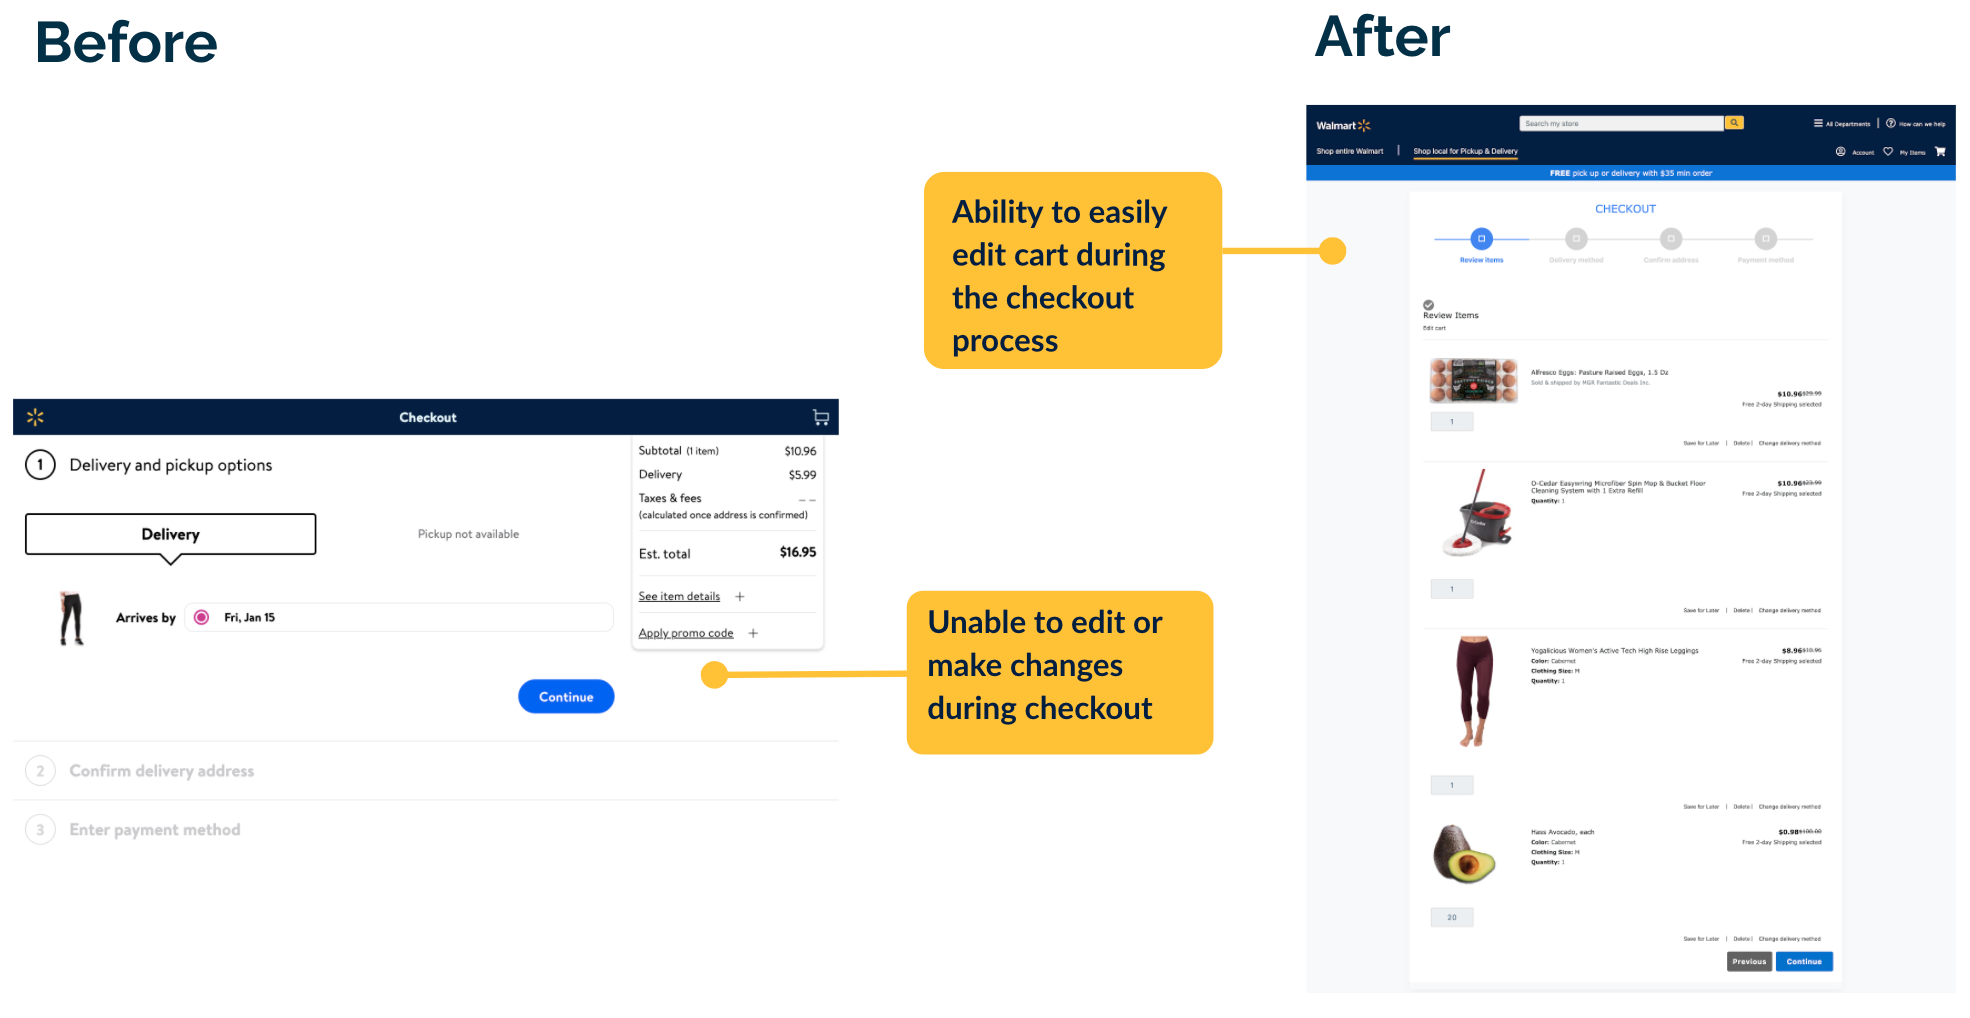 Before
After
Ability to easily
edit cart during
the checkout
process
Unable to edit or
make changes
during checkout
Checkout
1 Delivery and pickup options
Delivery
Pickup not available
Arrives by Fri, Jan 15
Continue
2 Confirm delivery address
3 Enter payment method
Subtotal (1 item) $10.96
Delivery $5.99
Taxes & fees _ _
(calculated once address is confirmed)
Est. total $16.95
See item details +
Apply promo code +
Walmart
Search my store
All Departments | How can we help
Shop entire Walmart | Shop local for Pickup & Delivery
Account My Items
FREE pick up or delivery with $35 min order
CHECKOUT
Review items Delivery method Confirm address Payment method
Review Items
Edit cart
Alfresco Eggs: Pasture Raised Eggs, 1.5 Dz
Sold & shipped by MGR Fantastic Deals Inc.
$10.96$29.99
Free 2-day Shipping selected
1
Save for Later | Delete | Change delivery method
O-Cedar Easywring Microfiber Spin Mop & Bucket Floor
Cleaning System with 1 Extra Refill
Quantity: 1
$10.96$23.99
Free 2-day Shipping selected
1
Save for Later | Delete | Change delivery method
Yogalicious Women's Active Tech High Rise Leggings
Color: Cabernet
Clothing Size: M
Quantity: 1
$8.96$10.96
Free 2-day Shipping selected
1
Save for Later | Delete | Change delivery method
Hass Avocado, each
Color: Cabernet
Clothing Size: M
Quantity: 1
$0.98$100.00
Free 2-day Shipping selected
20
Save for Later | Delete | Change delivery method
Previous Continue